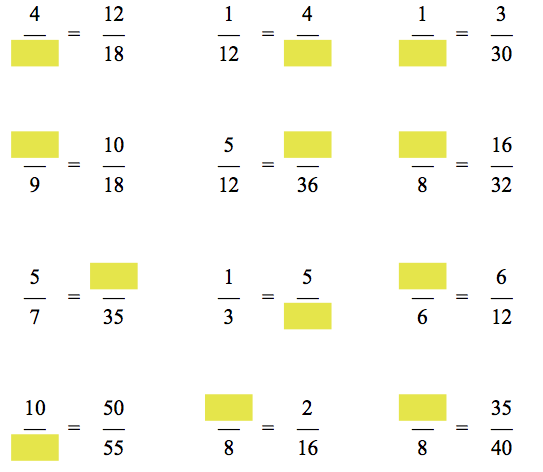 4 = 12 1 = 4 1 = 3
18 12 30
10 5 16
9 = 18 12 = 36 8 = 32
5 = 1 = 5 = 6
7 35 3 6 12
10 = 50 = 2 = 35
55 8 16 8 40